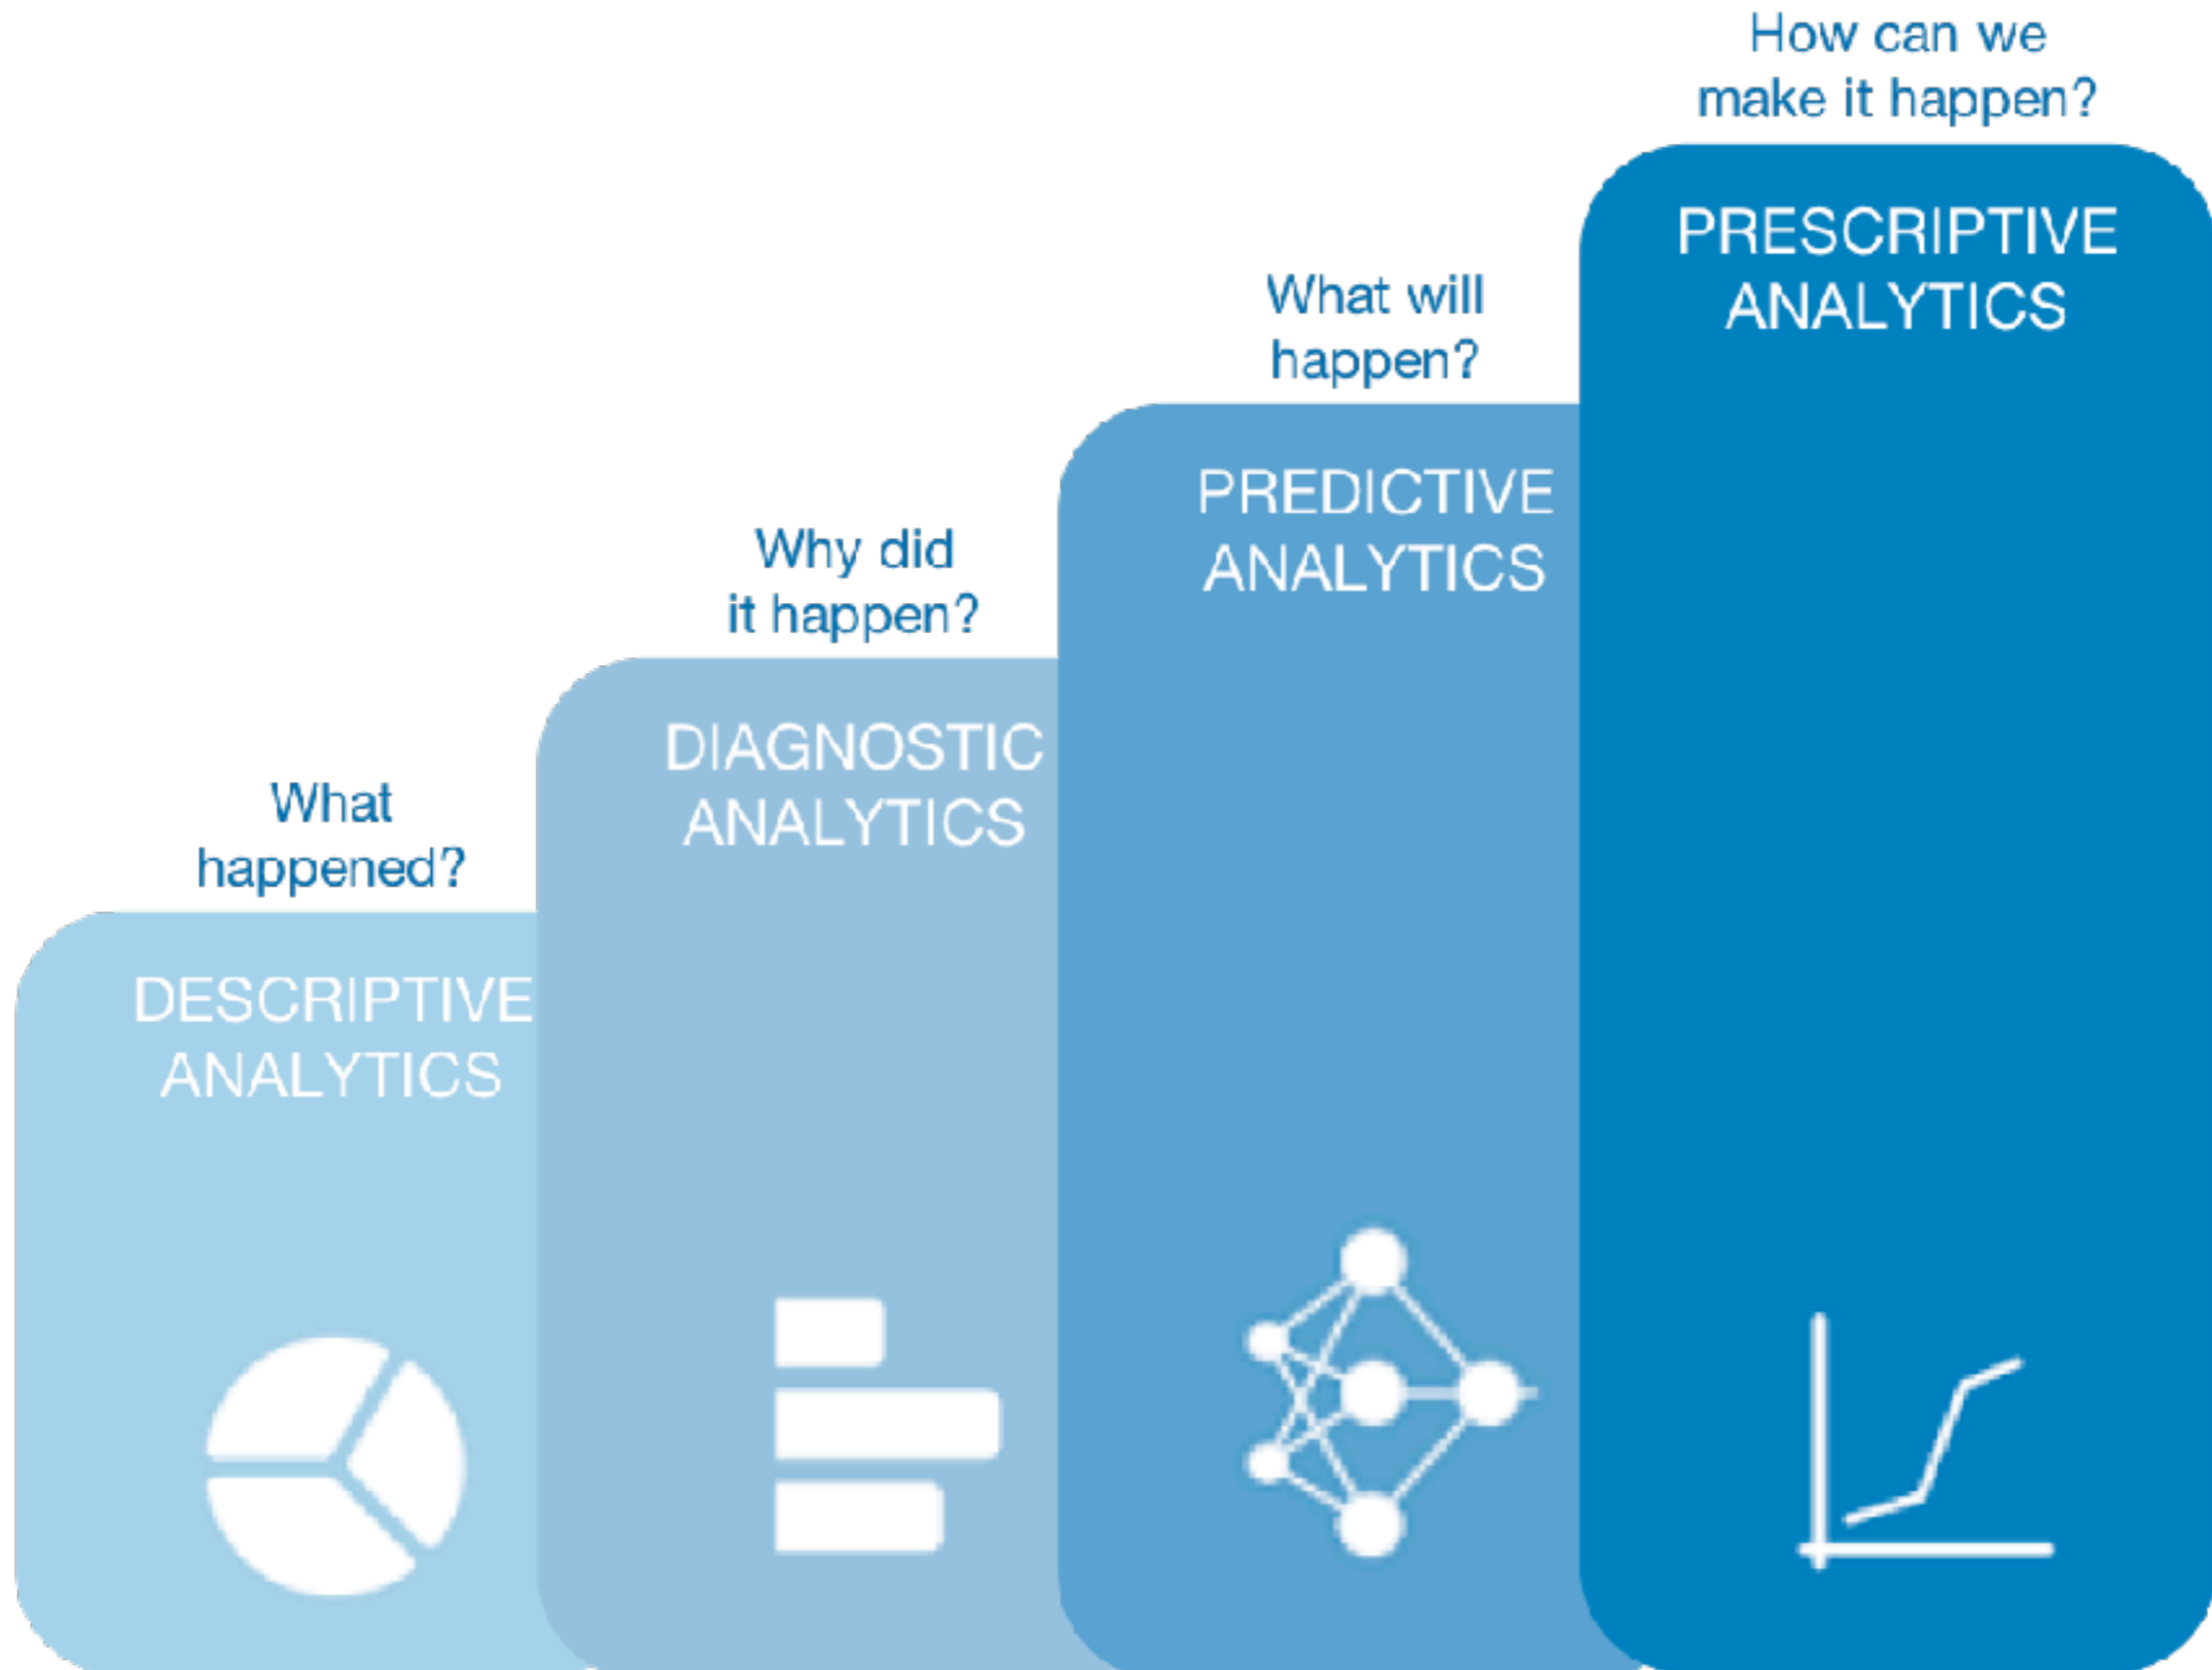 What
happened?
DESCRIPTIVE
ANALYTICS
Why did
it happen?
DIAGNOSTIC
ANALYTICS
What will
happen?
PREDICTIVE
ANALYTICS
How can we
make it happen?
PRESCRIPTIVE
ANALYTICS